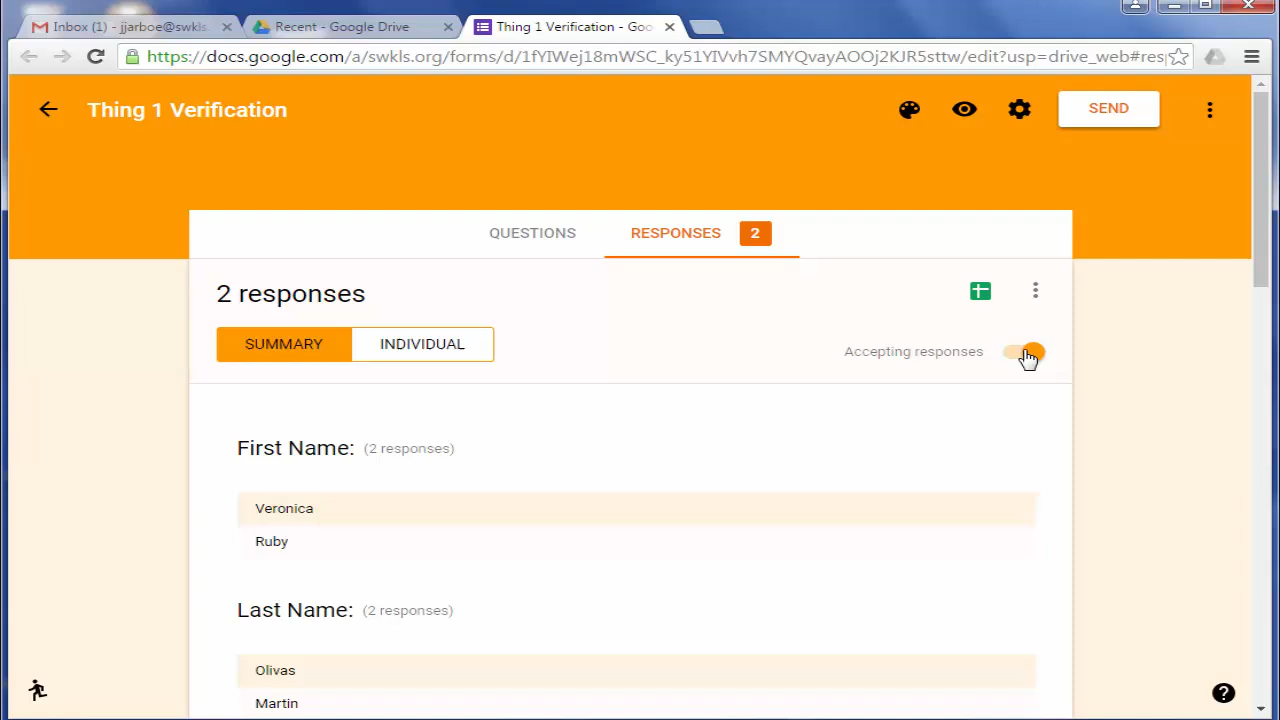 Inbox (1) - jjarboe@swkls.
Recent - Google Drive
Thing 1 Verification - Goo
https://docs.google.com/a/swkls.org/forms/d/1fYIWej18mWSC_ky51YIVvh7SMYQvayAOOj2KJR5sttw/edit?usp=drive_web#res
Thing 1 Verification
SEND
QUESTIONS
RESPONSES 2
2 responses
SUMMARY
INDIVIDUAL
Accepting responses
First Name: (2 responses)
Veronica
Ruby
Last Name: (2 responses)
Olivas
Martin